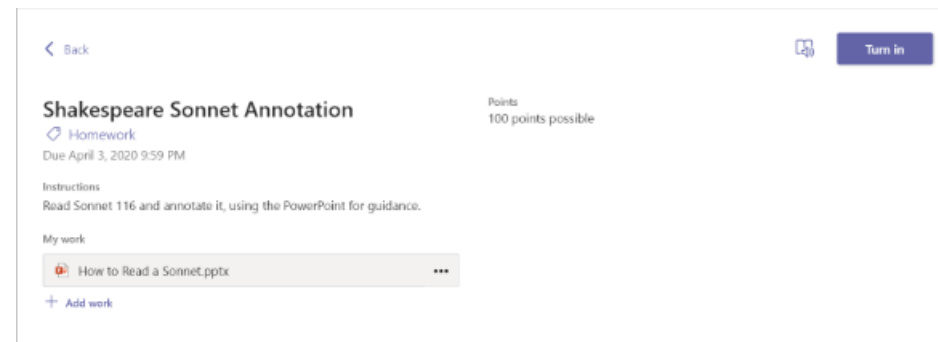 Back
Turn in
Shakespeare Sonnet Annotation
Homework
Due April 3, 2020 9:59 PM
Points
100 points possible
Instructions
Read Sonnet 116 and annotate it, using the PowerPoint for guidance.
My work
How to Read a Sonnet.pptx
Add work